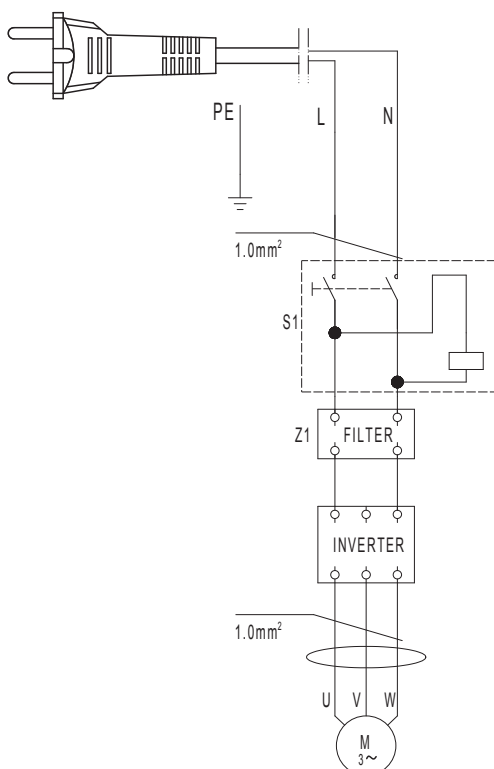 PE
L
N
1.0mm²
S1
Z1
FILTER
INVERTER
1.0mm²
U
V
W
M
3~